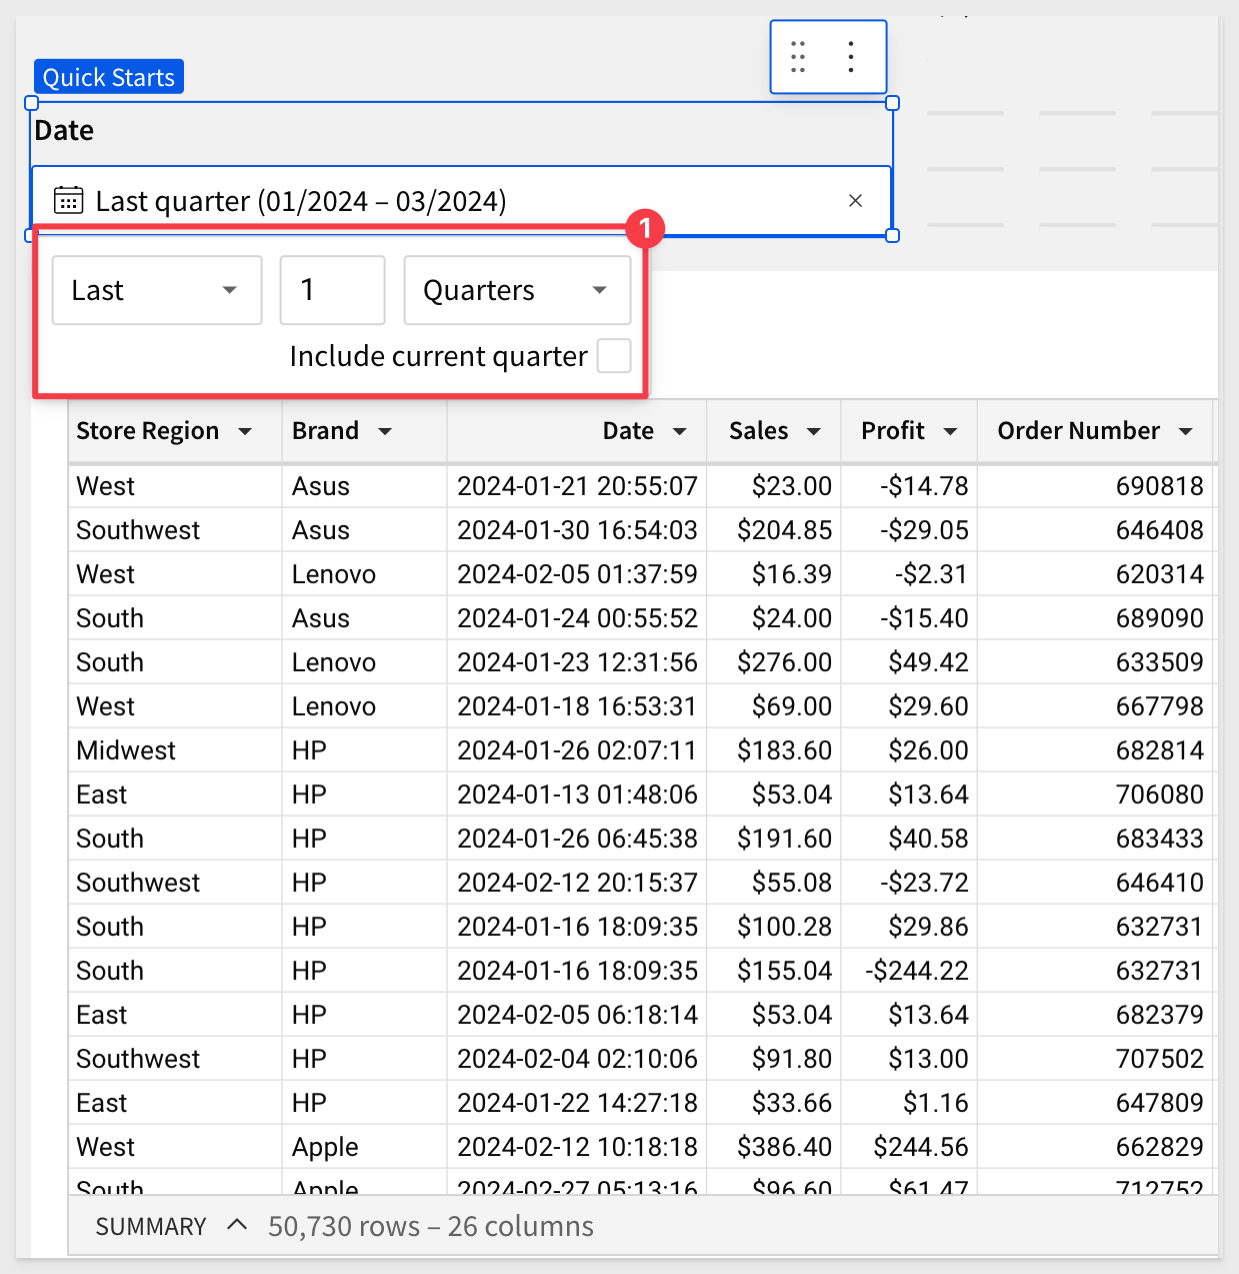 Quick Starts
Date
Last quarter (01/2024 – 03/2024)
1
Last 1 Quarters
Include current quarter
Store Region Brand Date Sales Profit Order Number
West Asus 2024-01-21 20:55:07 $23.00 -$14.78 690818
Southwest Asus 2024-01-30 16:54:03 $204.85 -$29.05 646408
West Lenovo 2024-02-05 01:37:59 $16.39 -$2.31 620314
South Asus 2024-01-24 00:55:52 $24.00 -$15.40 689090
South Lenovo 2024-01-23 12:31:56 $276.00 $49.42 633509
West Lenovo 2024-01-18 16:53:31 $69.00 $29.60 667798
Midwest HP 2024-01-26 02:07:11 $183.60 $26.00 682814
East HP 2024-01-13 01:48:06 $53.04 $13.64 706080
South HP 2024-01-26 06:45:38 $191.60 $40.58 683433
Southwest HP 2024-02-12 20:15:37 $55.08 -$23.72 646410
South HP 2024-01-16 18:09:35 $100.28 $29.86 632731
South HP 2024-01-16 18:09:35 $155.04 -$244.22 632731
East HP 2024-02-05 06:18:14 $53.04 $13.64 682379
Southwest HP 2024-02-04 02:10:06 $91.80 $13.00 707502
East HP 2024-01-22 14:27:18 $33.66 $1.16 647809
West Apple 2024-02-12 10:18:18 $386.40 $244.56 662829
South Apple 2024-02-27 05:13:16 $96.60 $61.47 712752
SUMMARY 50,730 rows – 26 columns